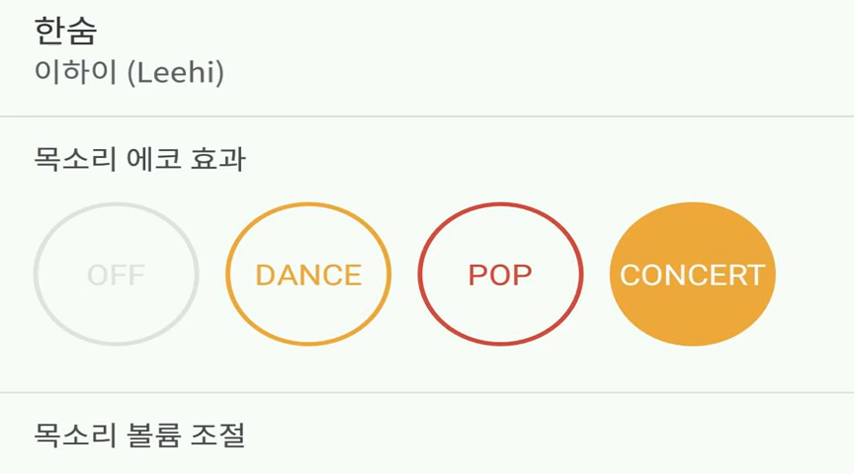 한숨
이하이 (Leehi)
목소리 에코 효과
OFF DANCE POP CONCERT
목소리 볼륨 조절